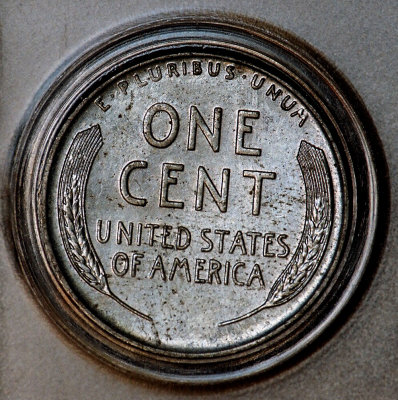 E·PLURIBUS·UNUM
ONE
CENT
UNITED STATES
OF AMERICA